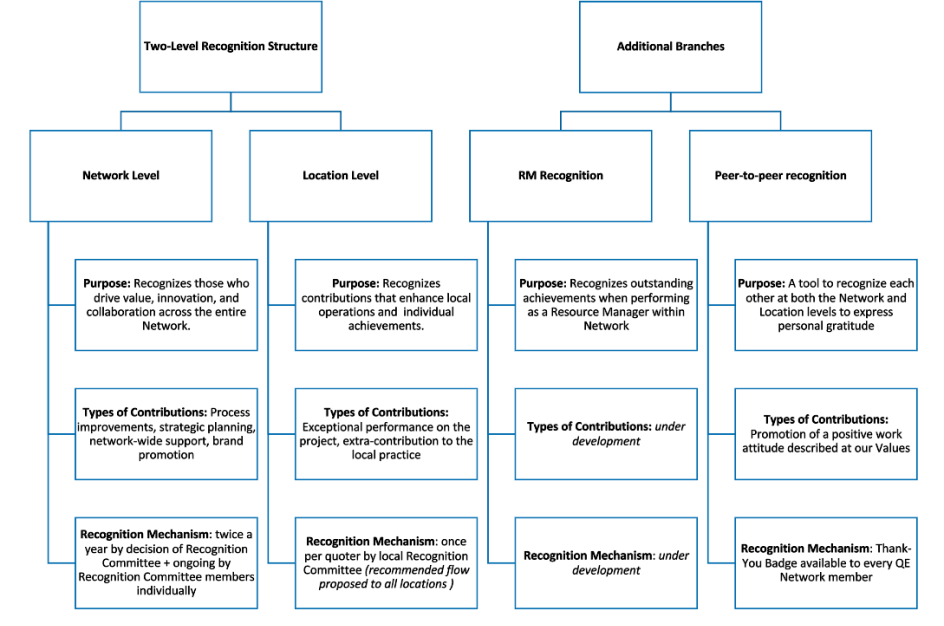 Two-Level Recognition Structure
Additional Branches
Network Level
Location Level
RM Recognition
Peer-to-peer recognition
Purpose: Recognizes those who
drive value, innovation, and
collaboration across the entire
Network.
Purpose: Recognizes
contributions that enhance local
operations and individual
achievements.
Purpose: Recognizes outstanding
achievements when performing
as a Resource Manager within
Network
Purpose: A tool to recognize each
other at both the Network and
Location levels to express
personal gratitude
Types of Contributions: Process
improvements, strategic planning,
network-wide support, brand
promotion
Types of Contributions:
Exceptional performance on the
project, extra-contribution to the
local practice
Types of Contributions: under
development
Types of Contributions:
Promotion of a positive work
attitude described at our Values
Recognition Mechanism: twice a
year by decision of Recognition
Committee + ongoing by
Recognition Committee members
individually
Recognition Mechanism: once
per quoter by local Recognition
Committee (recommended flow
proposed to all locations )
Recognition Mechanism: under
development
Recognition Mechanism: Thank-
You Badge available to every QE
Network member